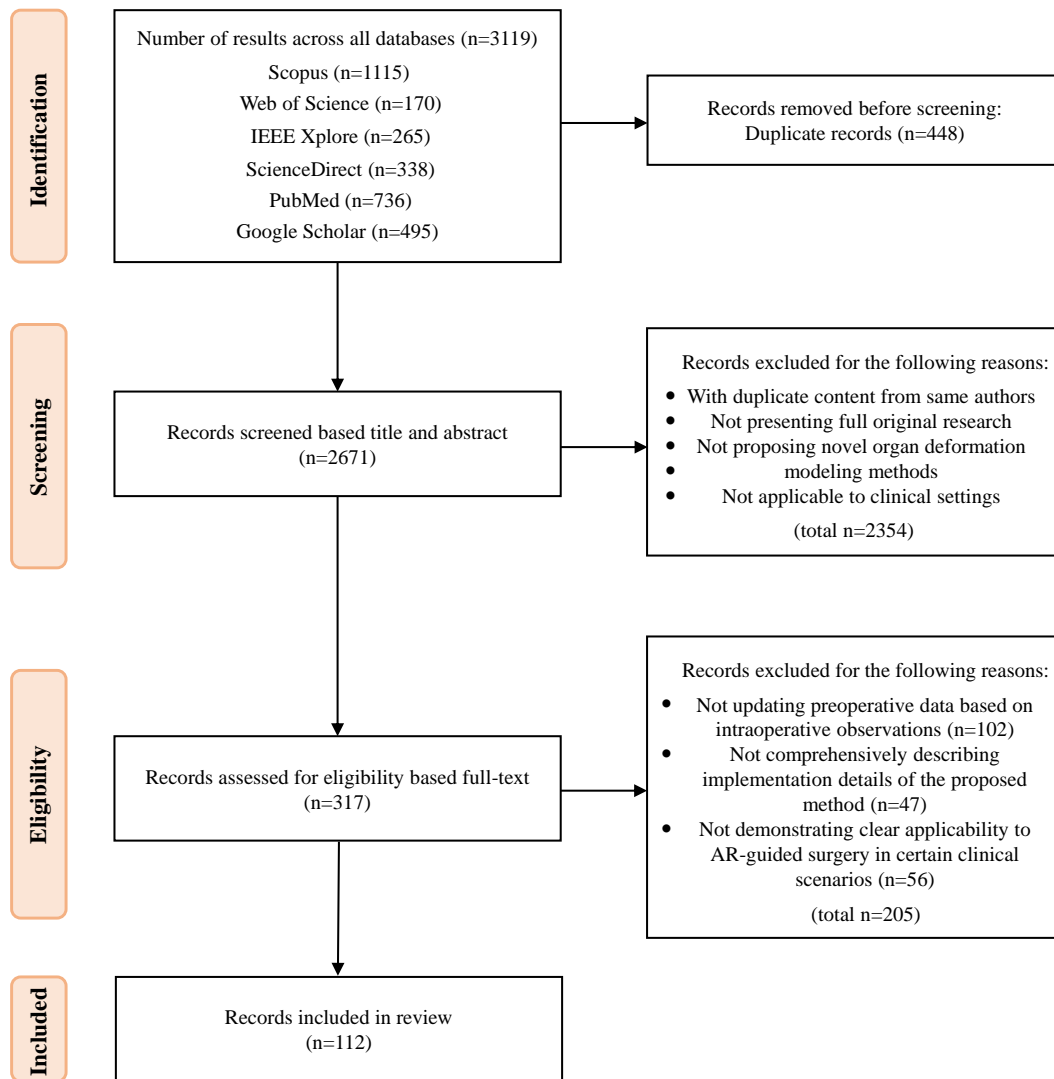 Identification
Number of results across all databases (n=3119)
Scopus (n=1115)
Web of Science (n=170)
IEEE Xplore (n=265)
ScienceDirect (n=338)
PubMed (n=736)
Google Scholar (n=495)
Records removed before screening:
Duplicate records (n=448)
Screening
Records screened based title and abstract
(n=2671)
Records excluded for the following reasons:
• With duplicate content from same authors
• Not presenting full original research
• Not proposing novel organ deformation
• modeling methods
• Not applicable to clinical settings
(total n=2354)
Eligibility
Records assessed for eligibility based full-text
(n=317)
Records excluded for the following reasons:
• Not updating preoperative data based on
intraoperative observations (n=102)
• Not comprehensively describing
implementation details of the proposed
method (n=47)
• Not demonstrating clear applicability to
AR-guided surgery in certain clinical
scenarios (n=56)
(total n=205)
Included
Records included in review
(n=112)